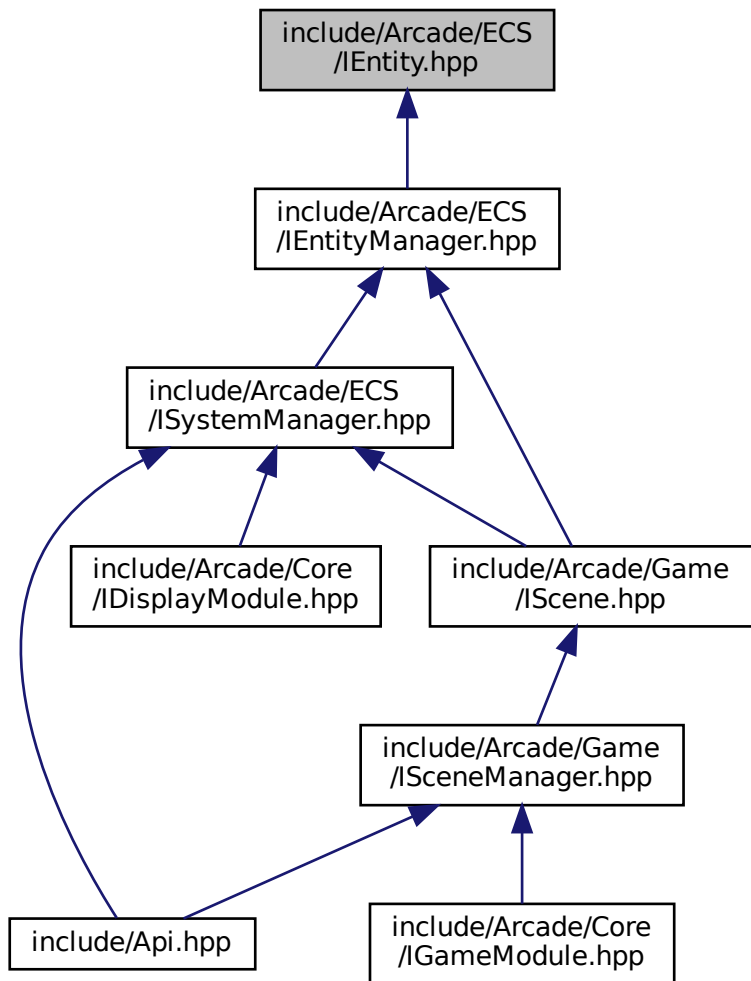 include/Arcade/ECS
/IEntity.hpp
include/Arcade/ECS
/IEntityManager.hpp
include/Arcade/ECS
/ISystemManager.hpp
include/Arcade/Core
/IDisplayModule.hpp
include/Arcade/Game
/IScene.hpp
include/Arcade/Game
/ISceneManager.hpp
include/Api.hpp
include/Arcade/Core
/IGameModule.hpp